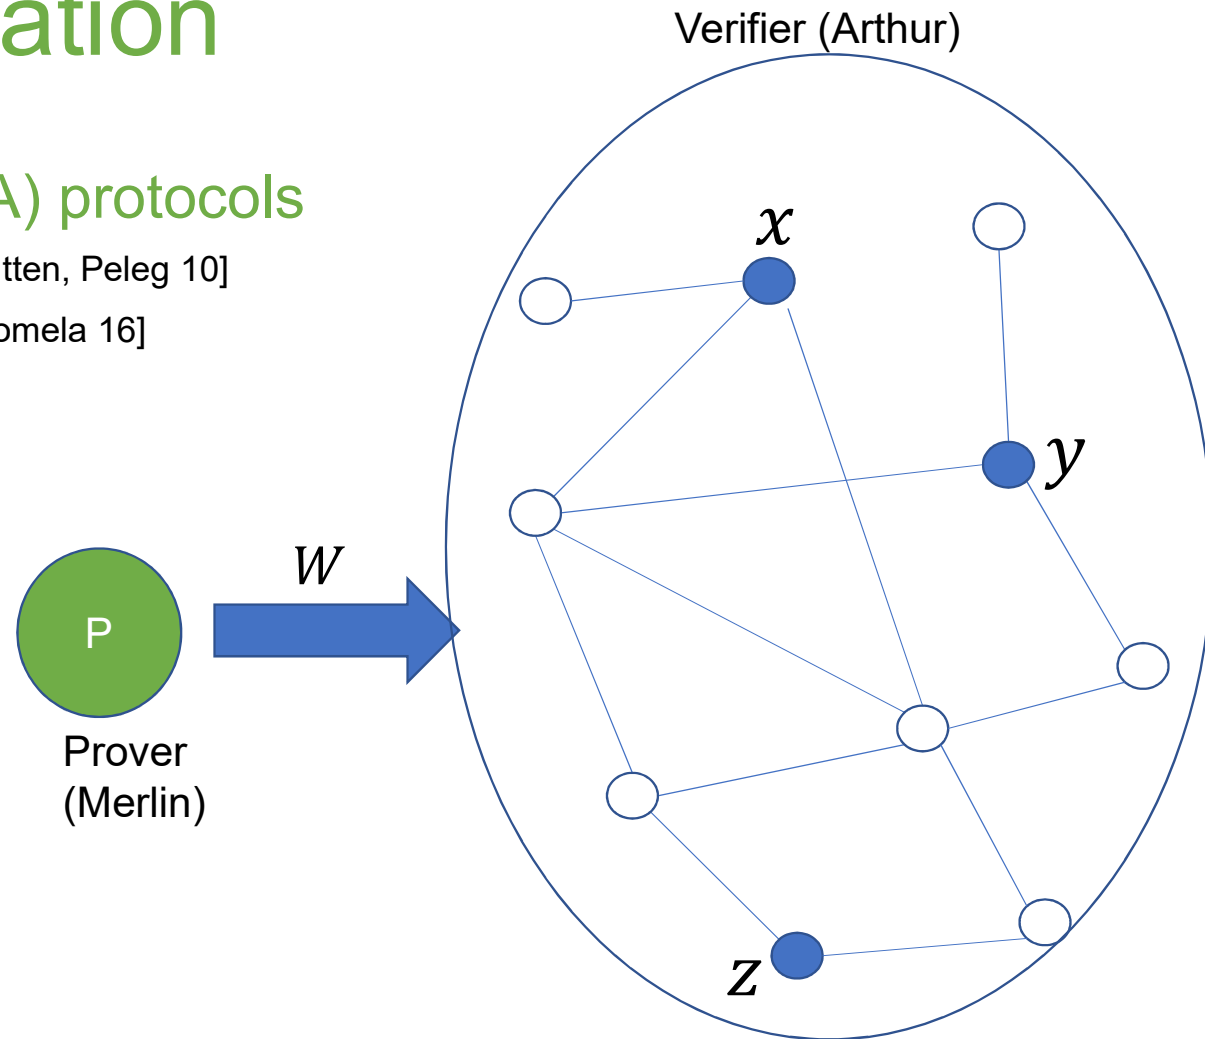 ation
Verifier (Arthur)
A) protocols
tten, Peleg 10]
omela 16]
x
y
W
P
Prover
(Merlin)
z